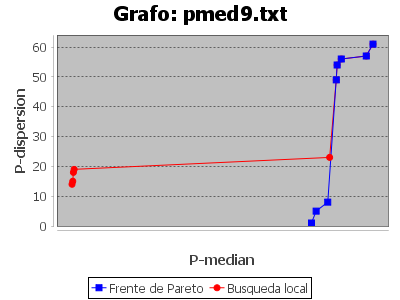 Grafo: pmed9.txt
P-dispersion
60
50
40
30
20
10
0
P-median
Frente de Pareto
Busqueda local